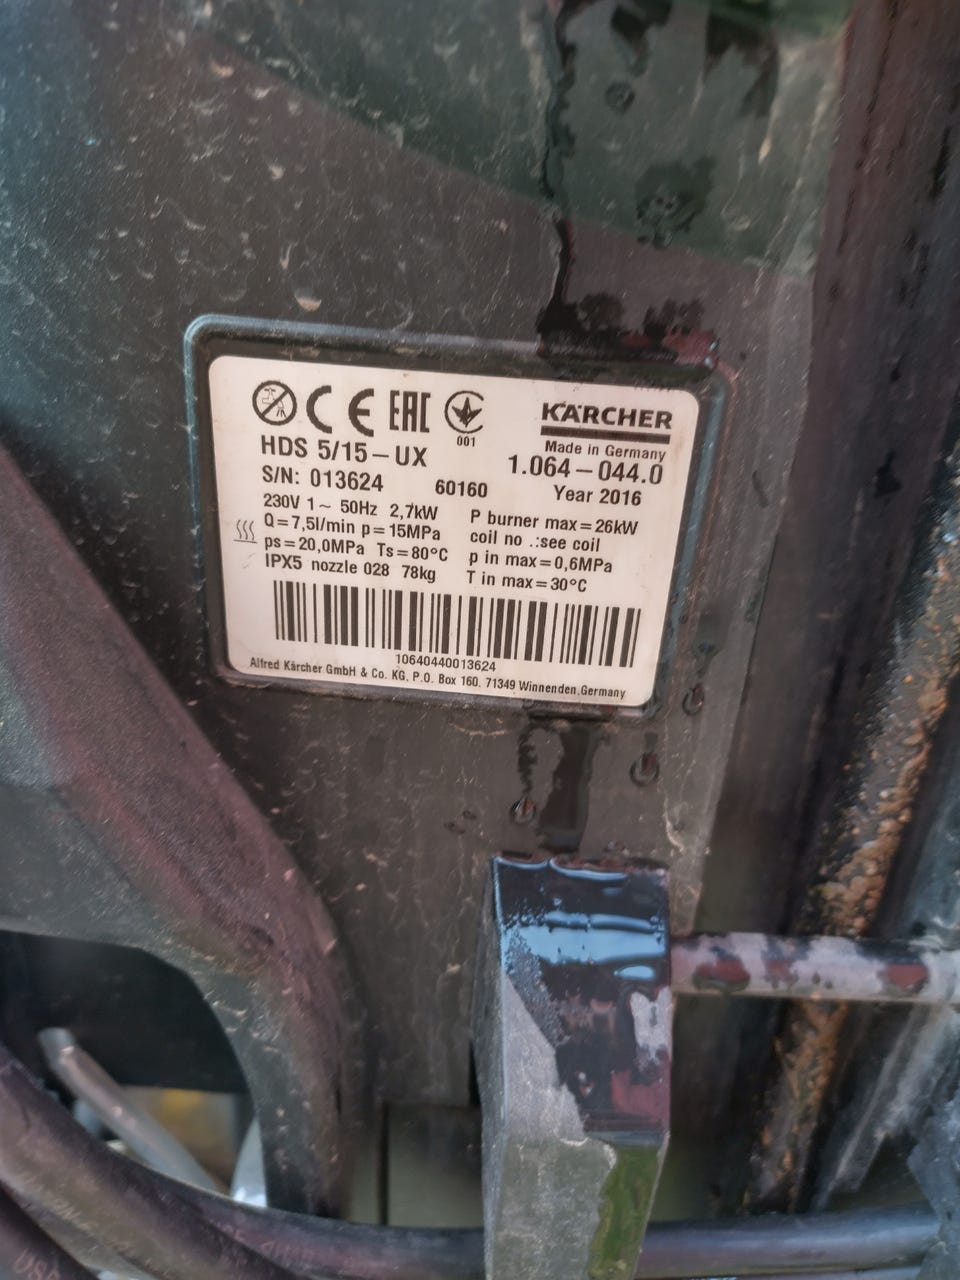 CE EAC 001 KÄRCHER
Made in Germany
HDS 5/15-UX 1.064-044.0
S/N: 013624 60160 Year 2016
230V 1~ 50Hz 2,7kW P burner max=26kW
Q=7,5l/min p=15MPa coil no .:see coil
ps=20,0MPa Ts=80°C p in max=0,6MPa
IPX5 nozzle 028 78kg T in max=30°C
10640440013624
Alfred Kärcher GmbH & Co. KG, P.O. Box 160, 71349 Winnenden,Germany